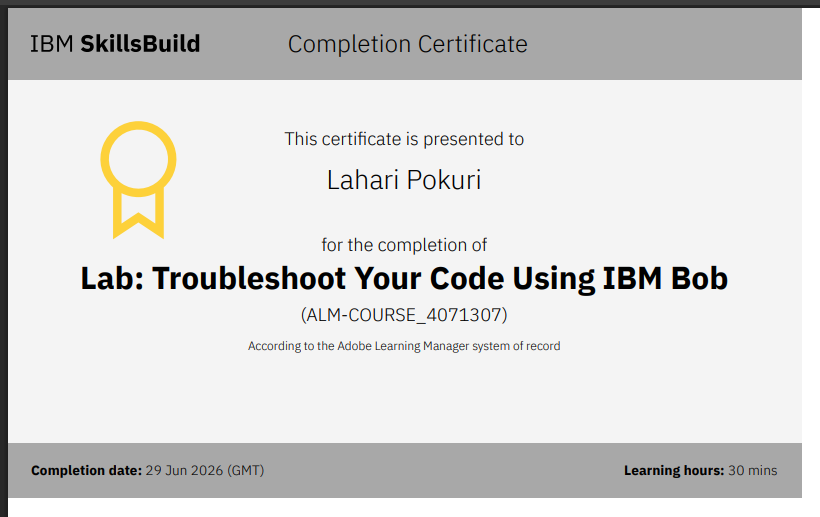 IBM SkillsBuild
Completion Certificate
This certificate is presented to
Lahari Pokuri
for the completion of
Lab: Troubleshoot Your Code Using IBM Bob
(ALM-COURSE_4071307)
According to the Adobe Learning Manager system of record
Completion date: 29 Jun 2026 (GMT)
Learning hours: 30 mins